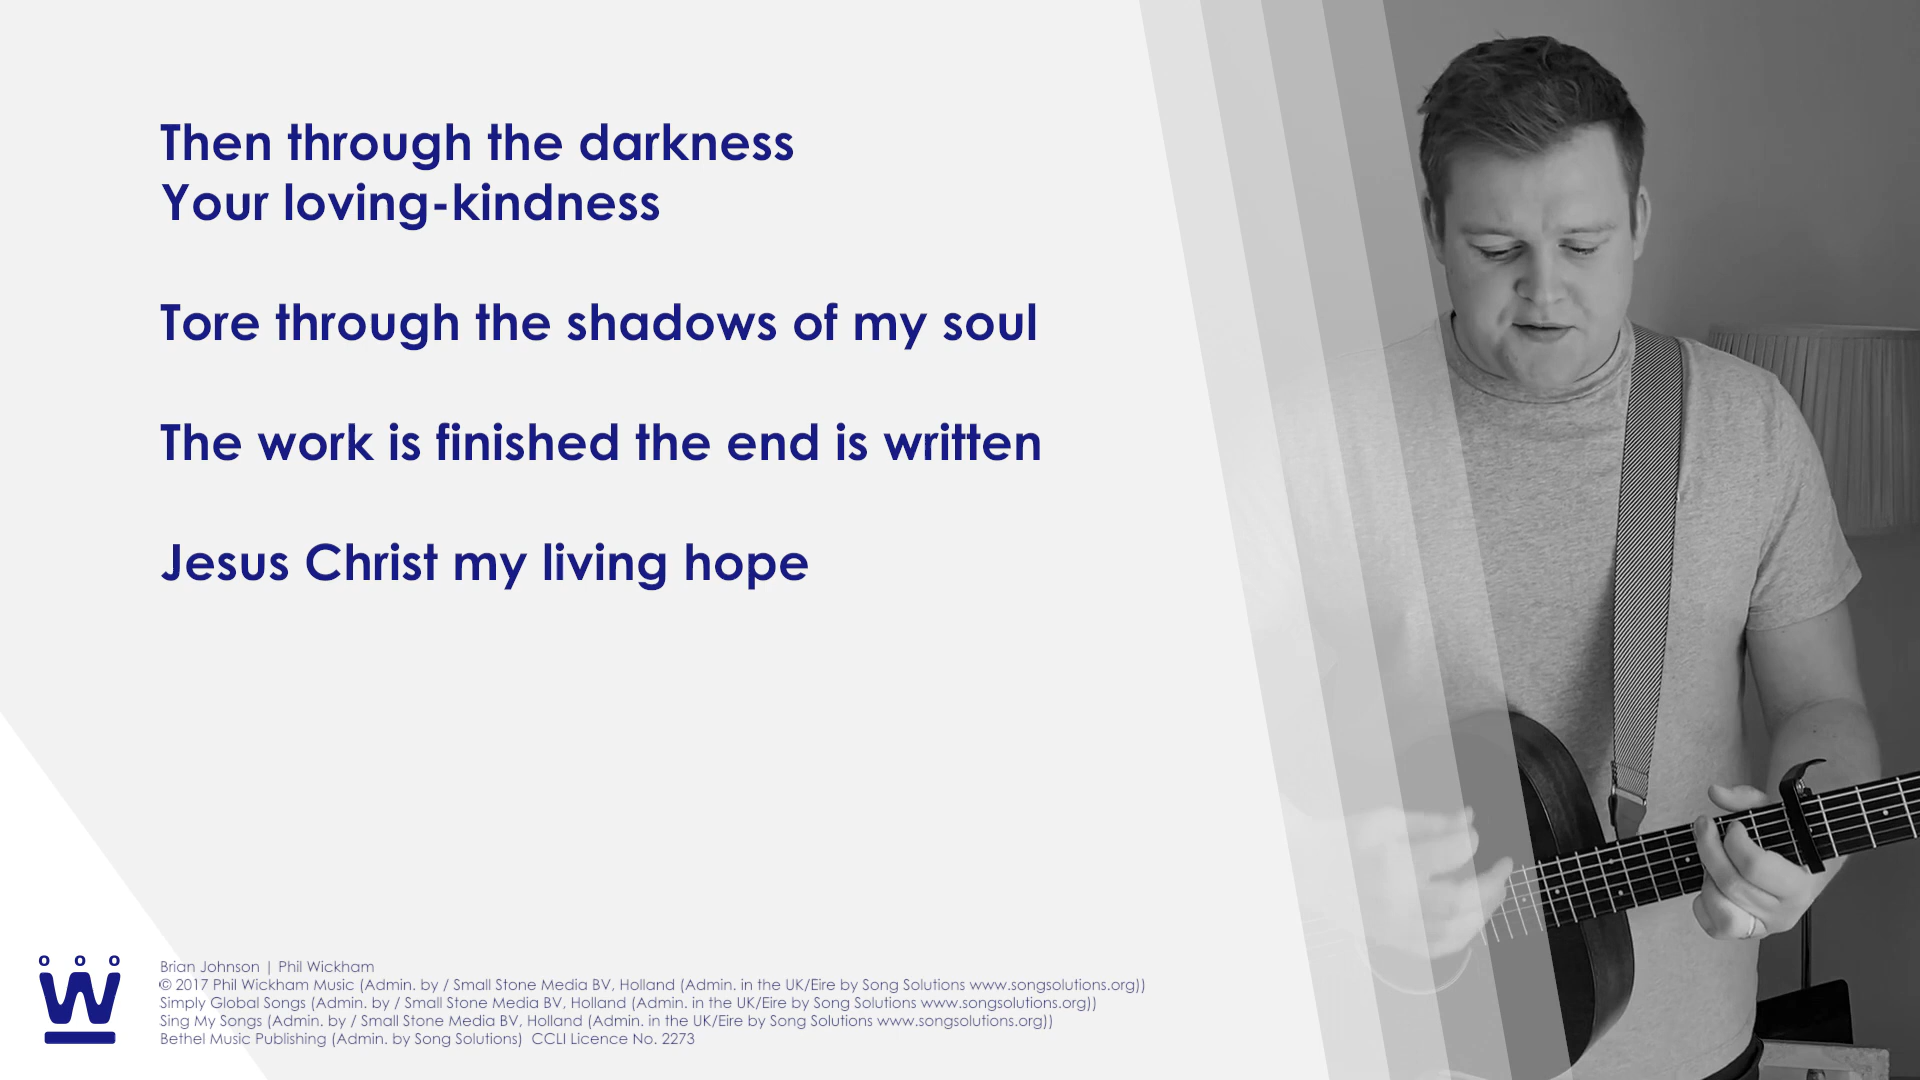 Then through the darkness
Your loving-kindness
Tore through the shadows of my soul
The work is finished the end is written
Jesus Christ my living hope
Brian Johnson | Phil Wickham
© 2017 Phil Wickham Music (Admin. by / Small Stone Media BV, Holland (Admin. in the UK/Eire by Song Solutions www.songsolutions.org))
Simply Global Songs (Admin. by / Small Stone Media BV, Holland (Admin. in the UK/Eire by Song Solutions www.songsolutions.org))
Sing My Songs (Admin. by / Small Stone Media BV, Holland (Admin. in the UK/Eire by Song Solutions www.songsolutions.org))
Bethel Music Publishing (Admin. by Song Solutions)  CCLI Licence No. 2273
W